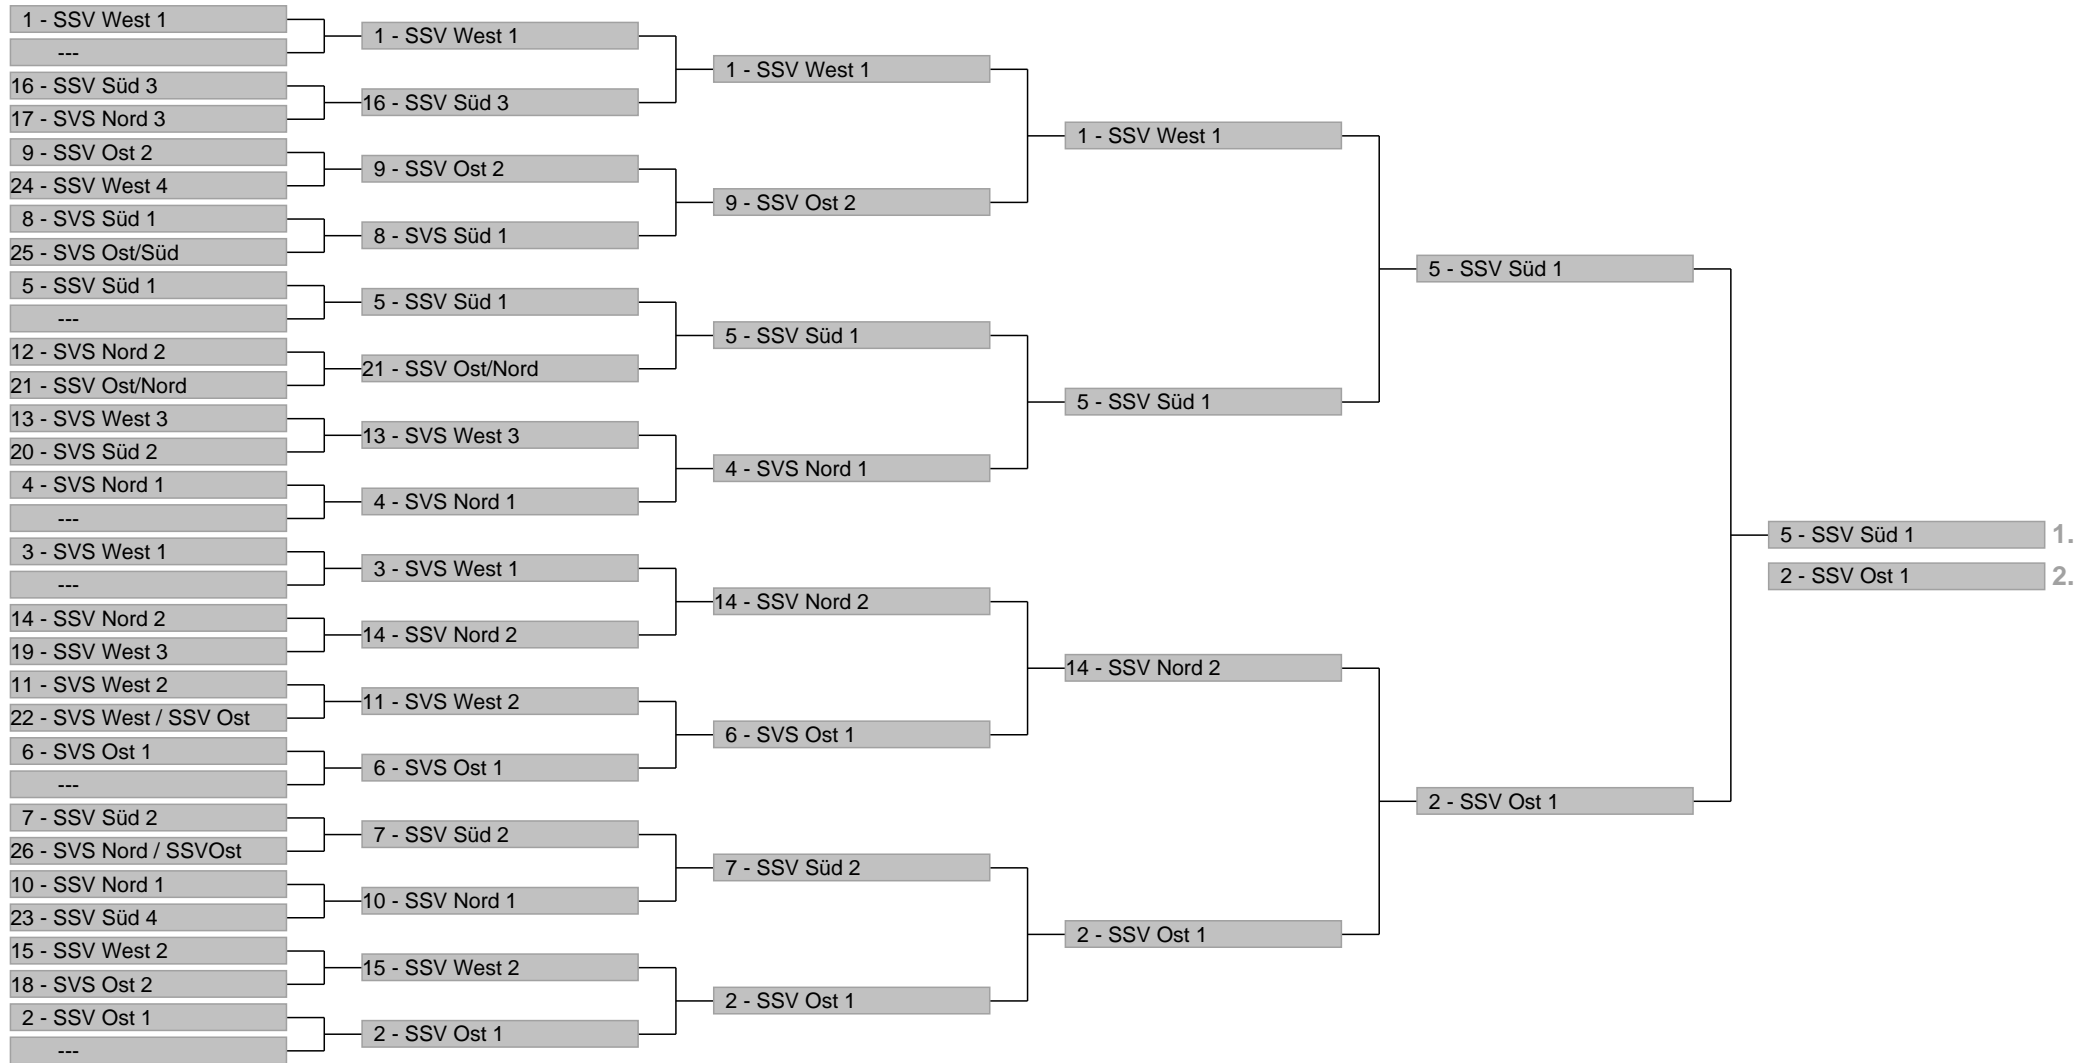 1 - SSV West 1
---
16 - SSV Süd 3
17 - SVS Nord 3
9 - SSV Ost 2
24 - SSV West 4
8 - SVS Süd 1
25 - SVS Ost/Süd
5 - SSV Süd 1
---
12 - SVS Nord 2
21 - SSV Ost/Nord
13 - SVS West 3
20 - SVS Süd 2
4 - SVS Nord 1
---
3 - SVS West 1
---
14 - SSV Nord 2
19 - SSV West 3
11 - SVS West 2
22 - SVS West / SSV Ost
6 - SVS Ost 1
---
7 - SSV Süd 2
26 - SVS Nord / SSVOst
10 - SSV Nord 1
23 - SSV Süd 4
15 - SSV West 2
18 - SVS Ost 2
2 - SSV Ost 1
---
1 - SSV West 1
16 - SSV Süd 3
9 - SSV Ost 2
8 - SVS Süd 1
5 - SSV Süd 1
21 - SSV Ost/Nord
13 - SVS West 3
4 - SVS Nord 1
3 - SVS West 1
14 - SSV Nord 2
11 - SVS West 2
6 - SVS Ost 1
7 - SSV Süd 2
10 - SSV Nord 1
15 - SSV West 2
2 - SSV Ost 1
1 - SSV West 1
9 - SSV Ost 2
5 - SSV Süd 1
4 - SVS Nord 1
14 - SSV Nord 2
6 - SVS Ost 1
7 - SSV Süd 2
2 - SSV Ost 1
1 - SSV West 1
5 - SSV Süd 1
14 - SSV Nord 2
2 - SSV Ost 1
5 - SSV Süd 1
2 - SSV Ost 1
5 - SSV Süd 1 1.
2 - SSV Ost 1 2.